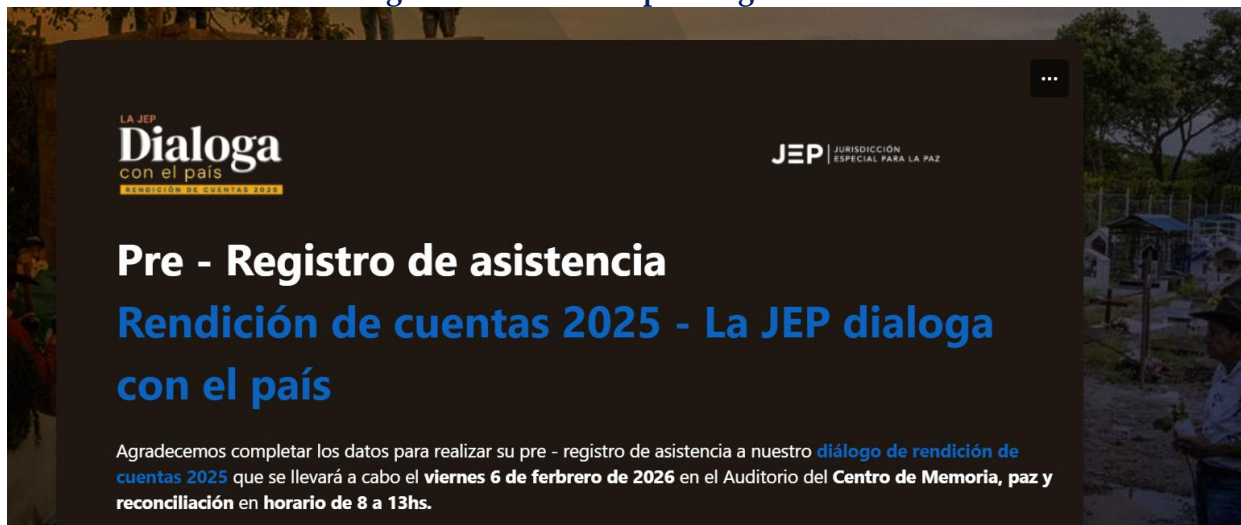 LA JEP
Dialoga
con el país
RENDICIÓN DE CUENTAS 2025
JEP JURISDICCIÓN
ESPECIAL PARA LA PAZ
Pre - Registro de asistencia
Rendición de cuentas 2025 - La JEP dialoga
con el país
Agradecemos completar los datos para realizar su pre - registro de asistencia a nuestro diálogo de rendición de
cuentas 2025 que se llevará a cabo el viernes 6 de ferbrero de 2026 en el Auditorio del Centro de Memoria, paz y
reconciliación en horario de 8 a 13hs.